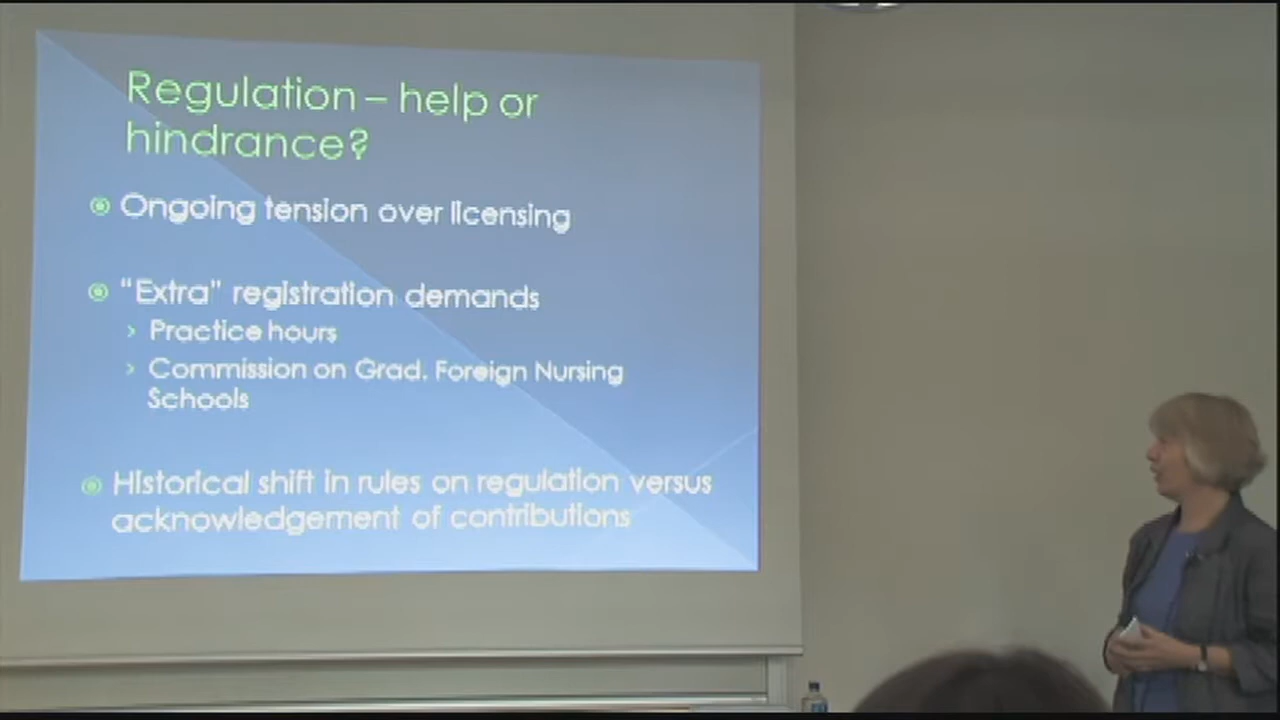 Regulation – help or
hindrance?
Ongoing tension over licensing
“Extra” registration demands
Practice hours
Commission on Grad. Foreign Nursing
Schools
Historical shift in rules on regulation versus
acknowledgement of contributions